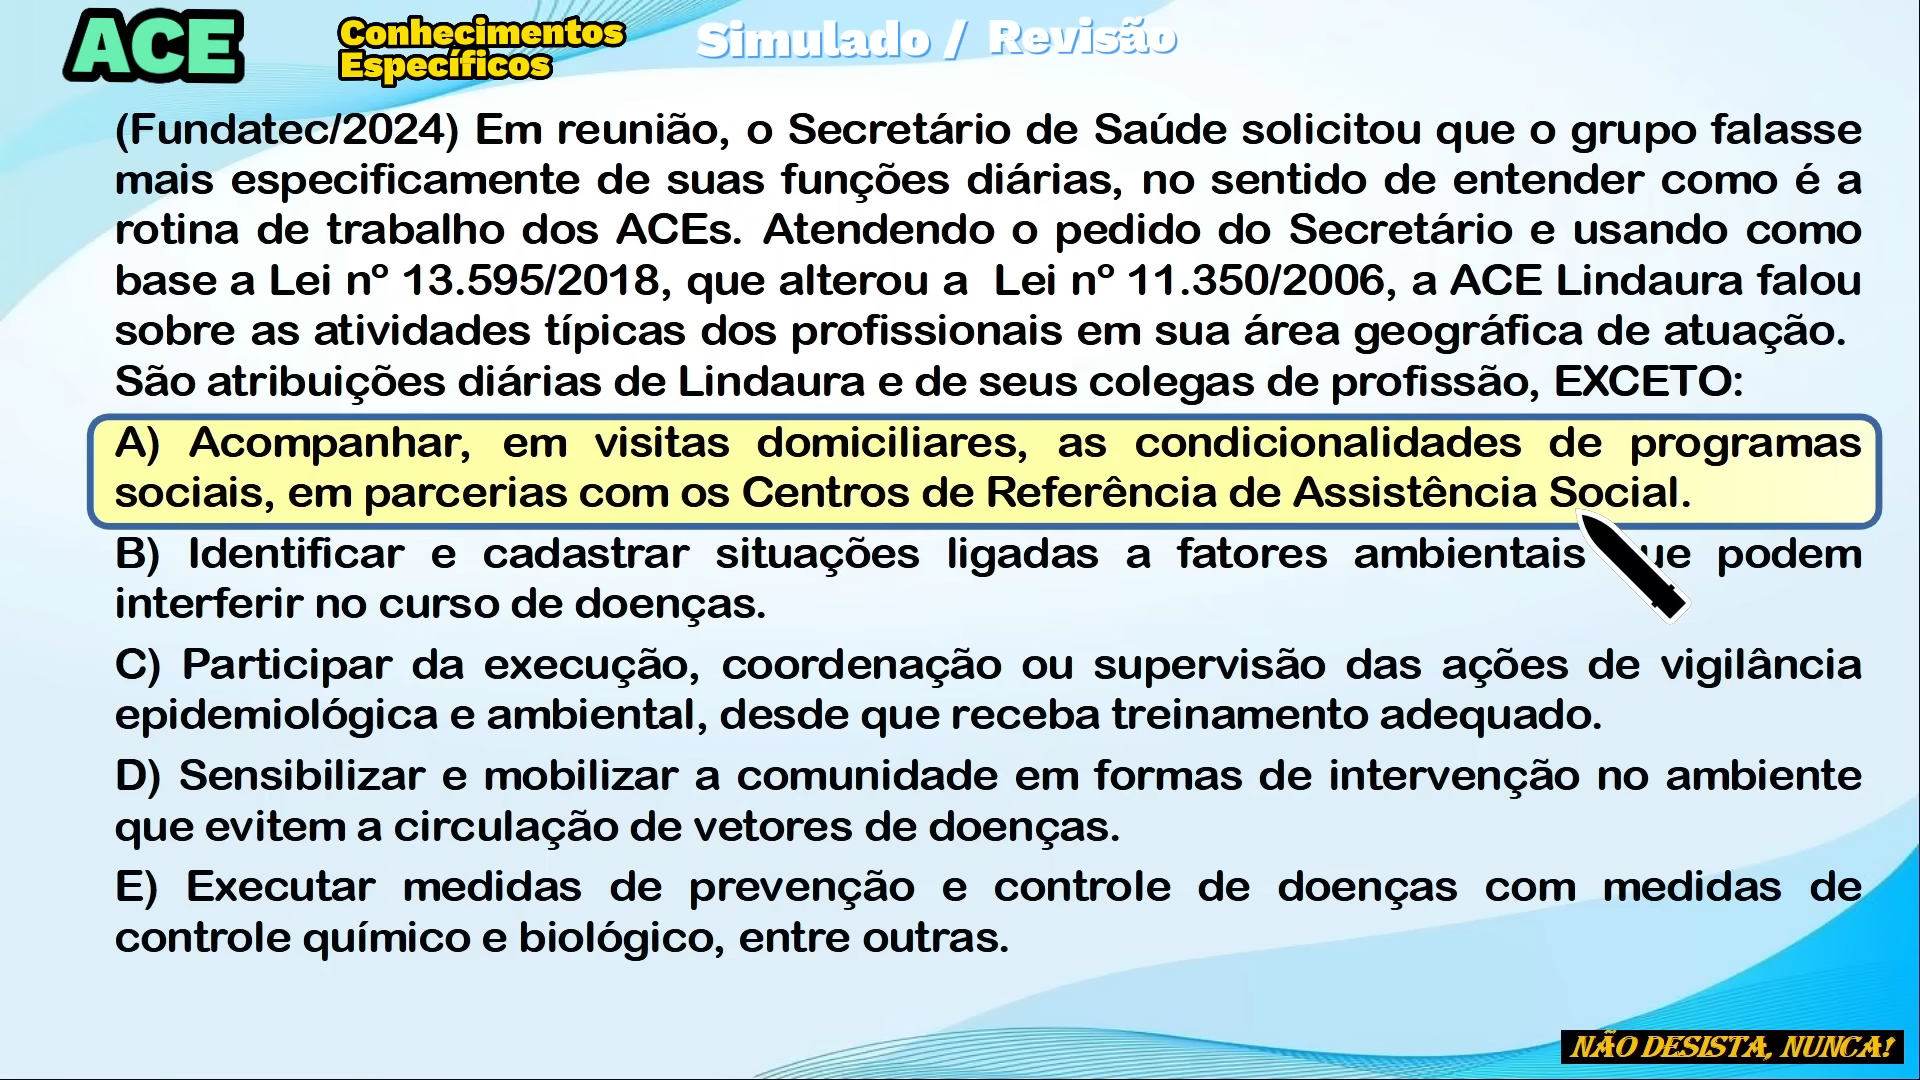 ACE
Conhecimentos
Específicos
Simulado / Revisão
(Fundatec/2024) Em reunião, o Secretário de Saúde solicitou que o grupo falasse
mais especificamente de suas funções diárias, no sentido de entender como é a
rotina de trabalho dos ACEs. Atendendo o pedido do Secretário e usando como
base a Lei nº 13.595/2018, que alterou a Lei nº 11.350/2006, a ACE Lindaura falou
sobre as atividades típicas dos profissionais em sua área geográfica de atuação.
São atribuições diárias de Lindaura e de seus colegas de profissão, EXCETO:
A) Acompanhar, em visitas domiciliares, as condicionalidades de programas
sociais, em parcerias com os Centros de Referência de Assistência Social.
B) Identificar e cadastrar situações ligadas a fatores ambientais ue podem
interferir no curso de doenças.
C) Participar da execução, coordenação ou supervisão das ações de vigilância
epidemiológica e ambiental, desde que receba treinamento adequado.
D) Sensibilizar e mobilizar a comunidade em formas de intervenção no ambiente
que evitem a circulação de vetores de doenças.
E) Executar medidas de prevenção e controle de doenças com medidas de
controle químico e biológico, entre outras.
NÃO DESISTA, NUNCA!